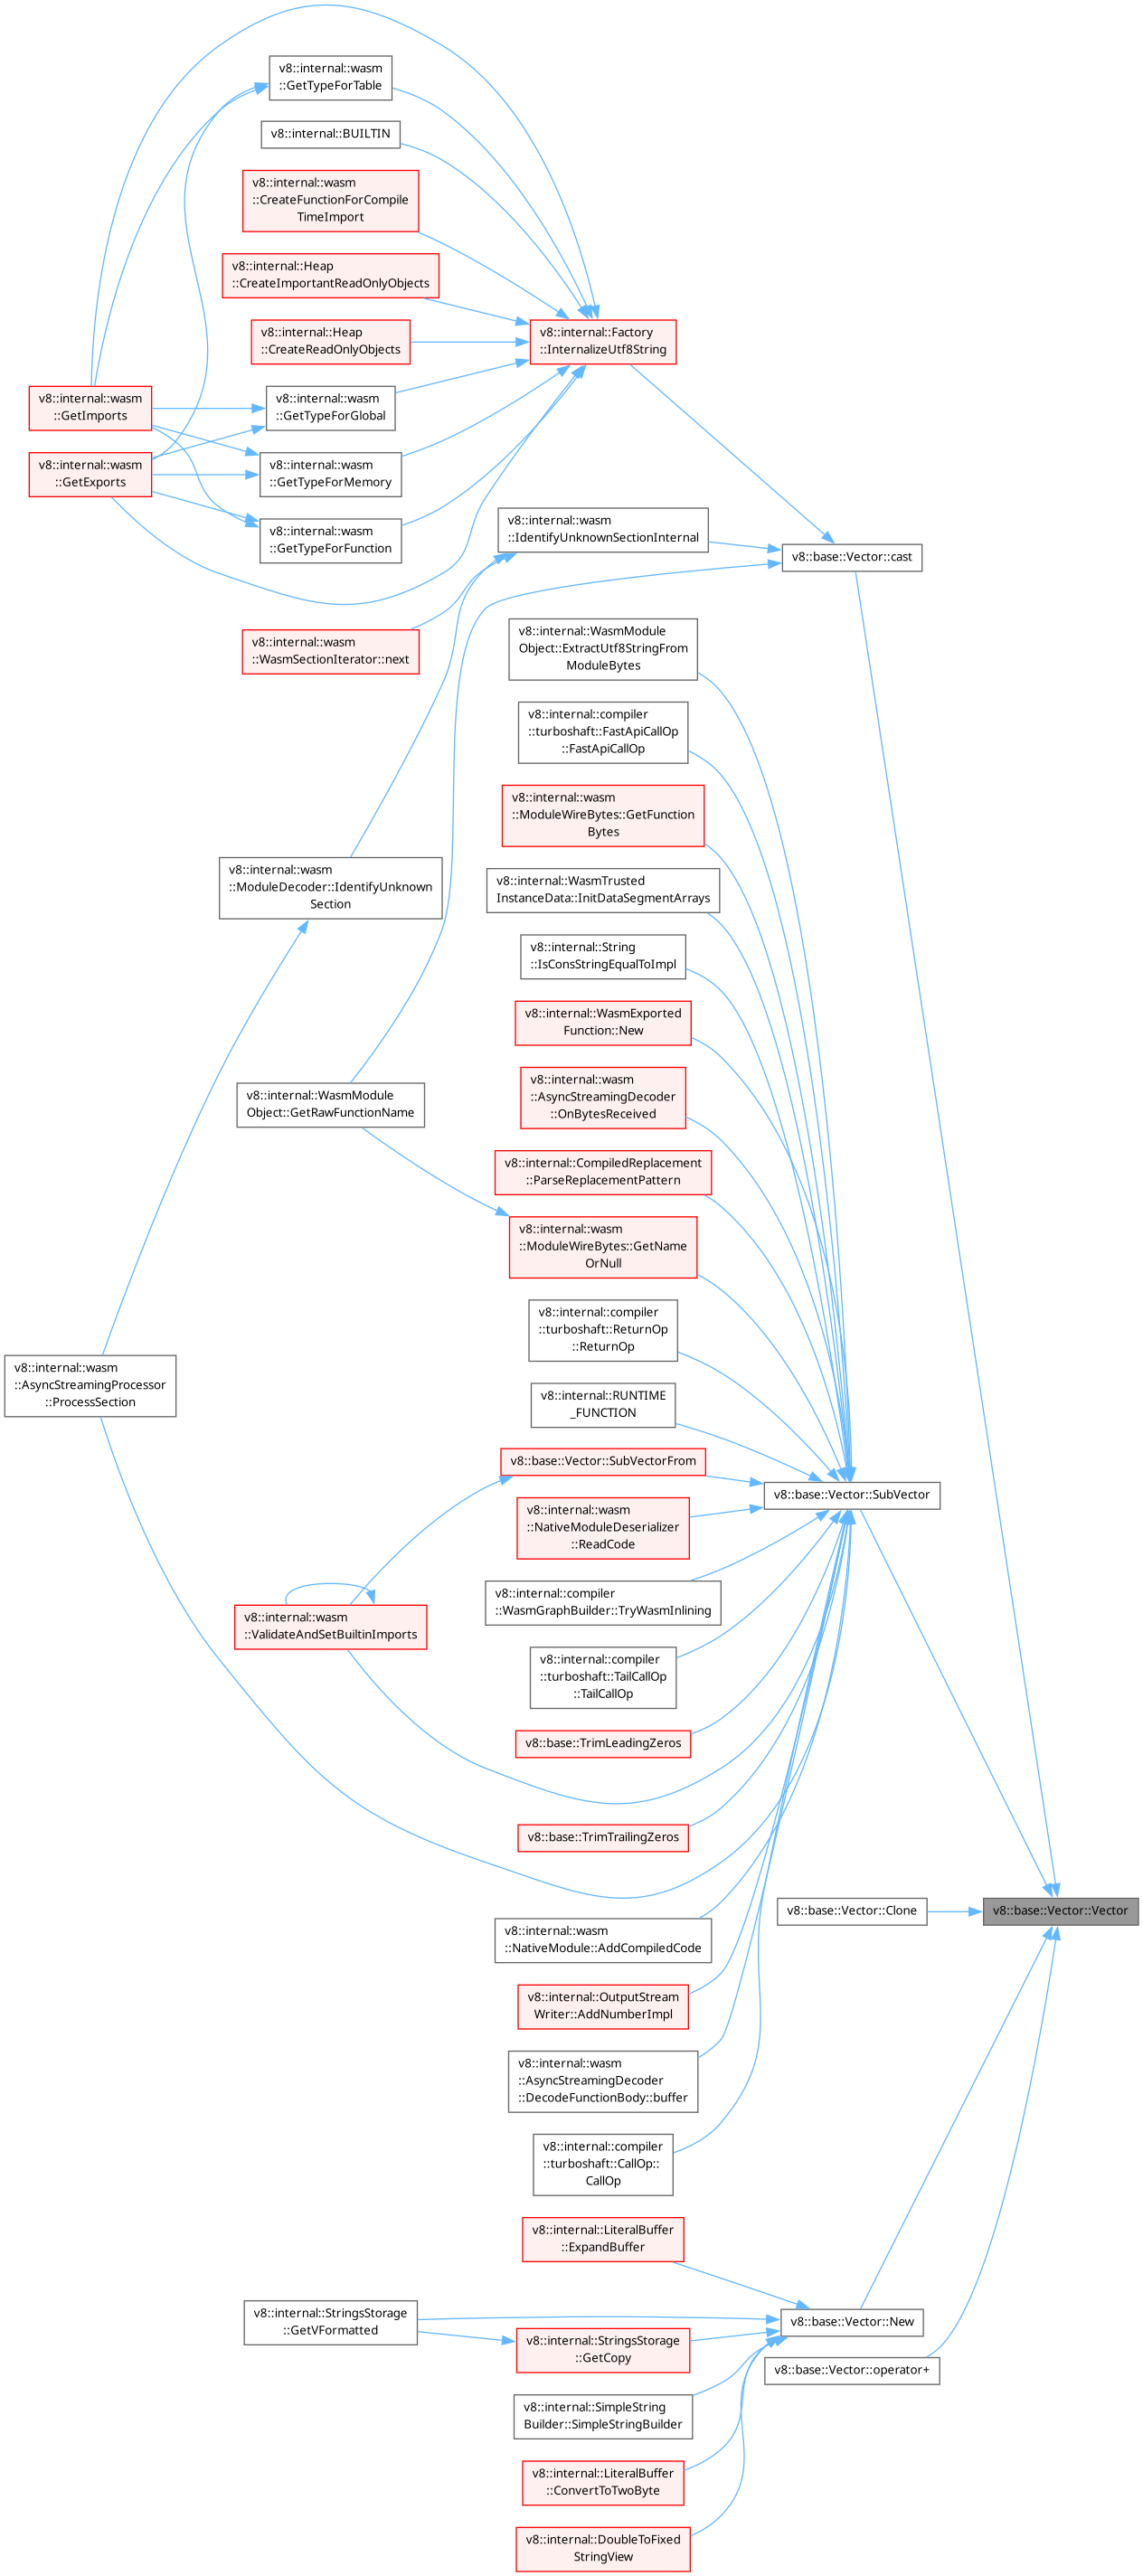 v8::internal::wasm
::GetTypeForTable
v8::internal::BUILTIN
v8::internal::wasm
::CreateFunctionForCompile
TimeImport
v8::internal::Heap
::CreateImportantReadOnlyObjects
v8::internal::Factory
::InternalizeUtf8String
v8::internal::Heap
::CreateReadOnlyObjects
v8::internal::wasm
::GetImports
v8::internal::wasm
::GetTypeForGlobal
v8::internal::wasm
::GetExports
v8::internal::wasm
::GetTypeForMemory
v8::internal::wasm
::GetTypeForFunction
v8::internal::wasm
::IdentifyUnknownSectionInternal
v8::base::Vector::cast
v8::internal::wasm
::WasmSectionIterator::next
v8::internal::WasmModule
Object::ExtractUtf8StringFrom
ModuleBytes
v8::internal::compiler
::turboshaft::FastApiCallOp
::FastApiCallOp
v8::internal::wasm
::ModuleWireBytes::GetFunction
Bytes
v8::internal::wasm
::ModuleDecoder::IdentifyUnknown
Section
v8::internal::WasmTrusted
InstanceData::InitDataSegmentArrays
v8::internal::String
::IsConsStringEqualToImpl
v8::internal::WasmExported
Function::New
v8::internal::wasm
::AsyncStreamingDecoder
::OnBytesReceived
v8::internal::WasmModule
Object::GetRawFunctionName
v8::internal::CompiledReplacement
::ParseReplacementPattern
v8::internal::wasm
::ModuleWireBytes::GetName
OrNull
v8::internal::compiler
::turboshaft::ReturnOp
::ReturnOp
v8::internal::wasm
::AsyncStreamingProcessor
::ProcessSection
v8::internal::RUNTIME
_FUNCTION
v8::base::Vector::SubVectorFrom
v8::base::Vector::SubVector
v8::internal::wasm
::NativeModuleDeserializer
::ReadCode
v8::internal::compiler
::WasmGraphBuilder::TryWasmInlining
v8::internal::wasm
::ValidateAndSetBuiltinImports
v8::internal::compiler
::turboshaft::TailCallOp
::TailCallOp
v8::base::TrimLeadingZeros
v8::base::TrimTrailingZeros
v8::base::Vector::Clone
v8::base::Vector::Vector
v8::internal::wasm
::NativeModule::AddCompiledCode
v8::internal::OutputStream
Writer::AddNumberImpl
v8::internal::wasm
::AsyncStreamingDecoder
::DecodeFunctionBody::buffer
v8::internal::compiler
::turboshaft::CallOp::
CallOp
v8::internal::LiteralBuffer
::ExpandBuffer
v8::internal::StringsStorage
::GetVFormatted
v8::base::Vector::New
v8::internal::StringsStorage
::GetCopy
v8::base::Vector::operator+
v8::internal::SimpleString
Builder::SimpleStringBuilder
v8::internal::LiteralBuffer
::ConvertToTwoByte
v8::internal::DoubleToFixed
StringView